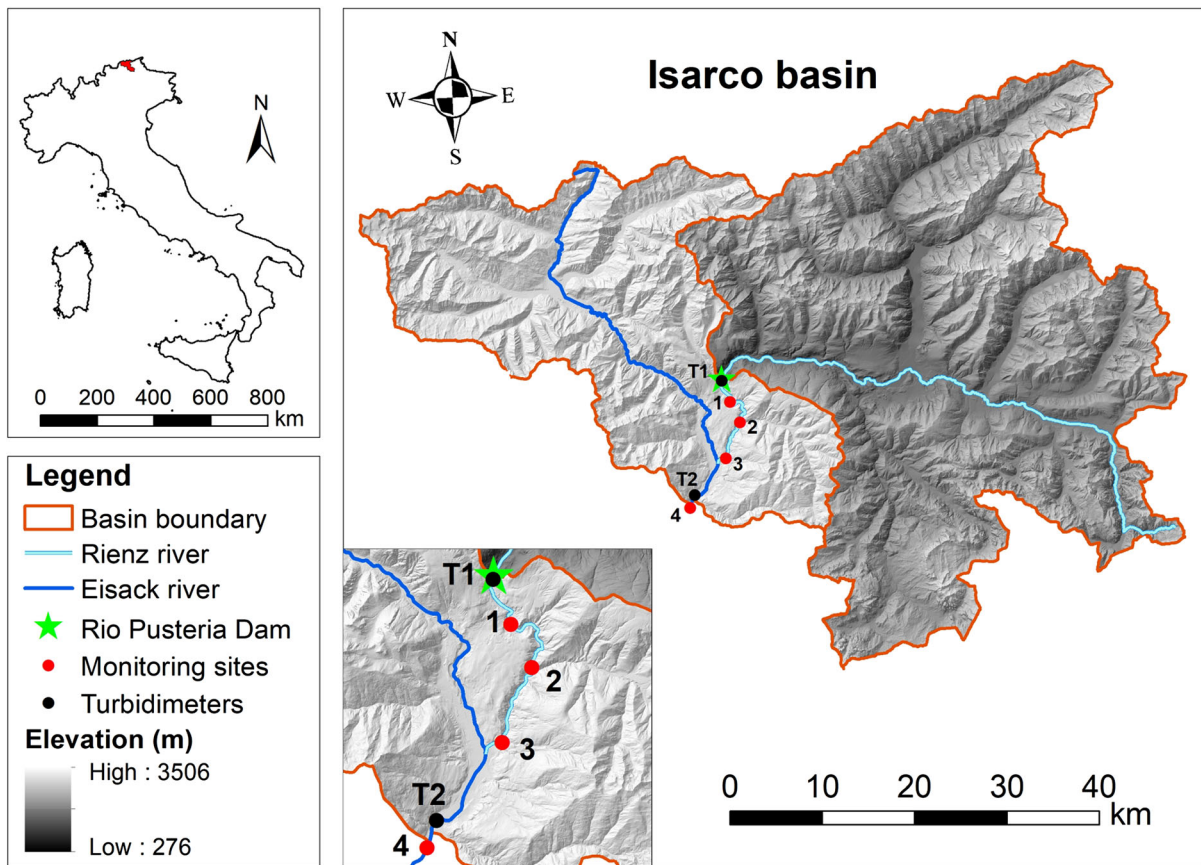 N
0 200 400 600 800
km
Legend
Basin boundary
Rienz river
Eisack river
Rio Pusteria Dam
Monitoring sites
Turbidimeters
Elevation (m)
High : 3506
Low : 276
Isarco basin
N
W E
S
T1
1
2
3
T2
4
T1
1
2
3
T2
4
0 10 20 30 40
km